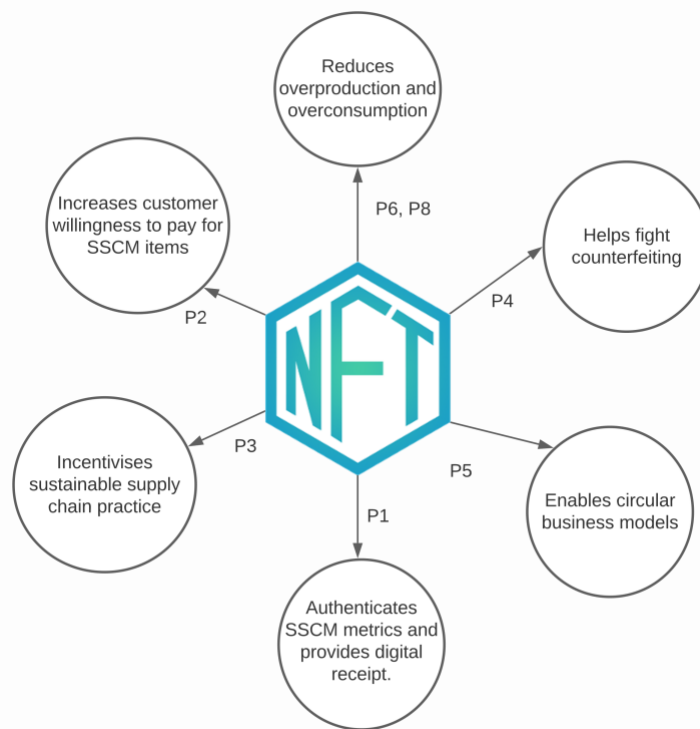 Reduces
overproduction and
overconsumption
P6, P8
Increases customer
willingness to pay for
SSCM items
P2
Helps fight
counterfeiting
P4
NFT
Incentivises
sustainable supply
chain practice
P3
P5
Enables circular
business models
P1
Authenticates
SSCM metrics and
provides digital
receipt.